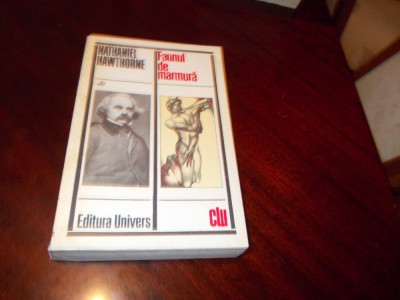 NATHANIEL
HAWTHORNE
Faunul
de
marmură
Editura Univers
clu